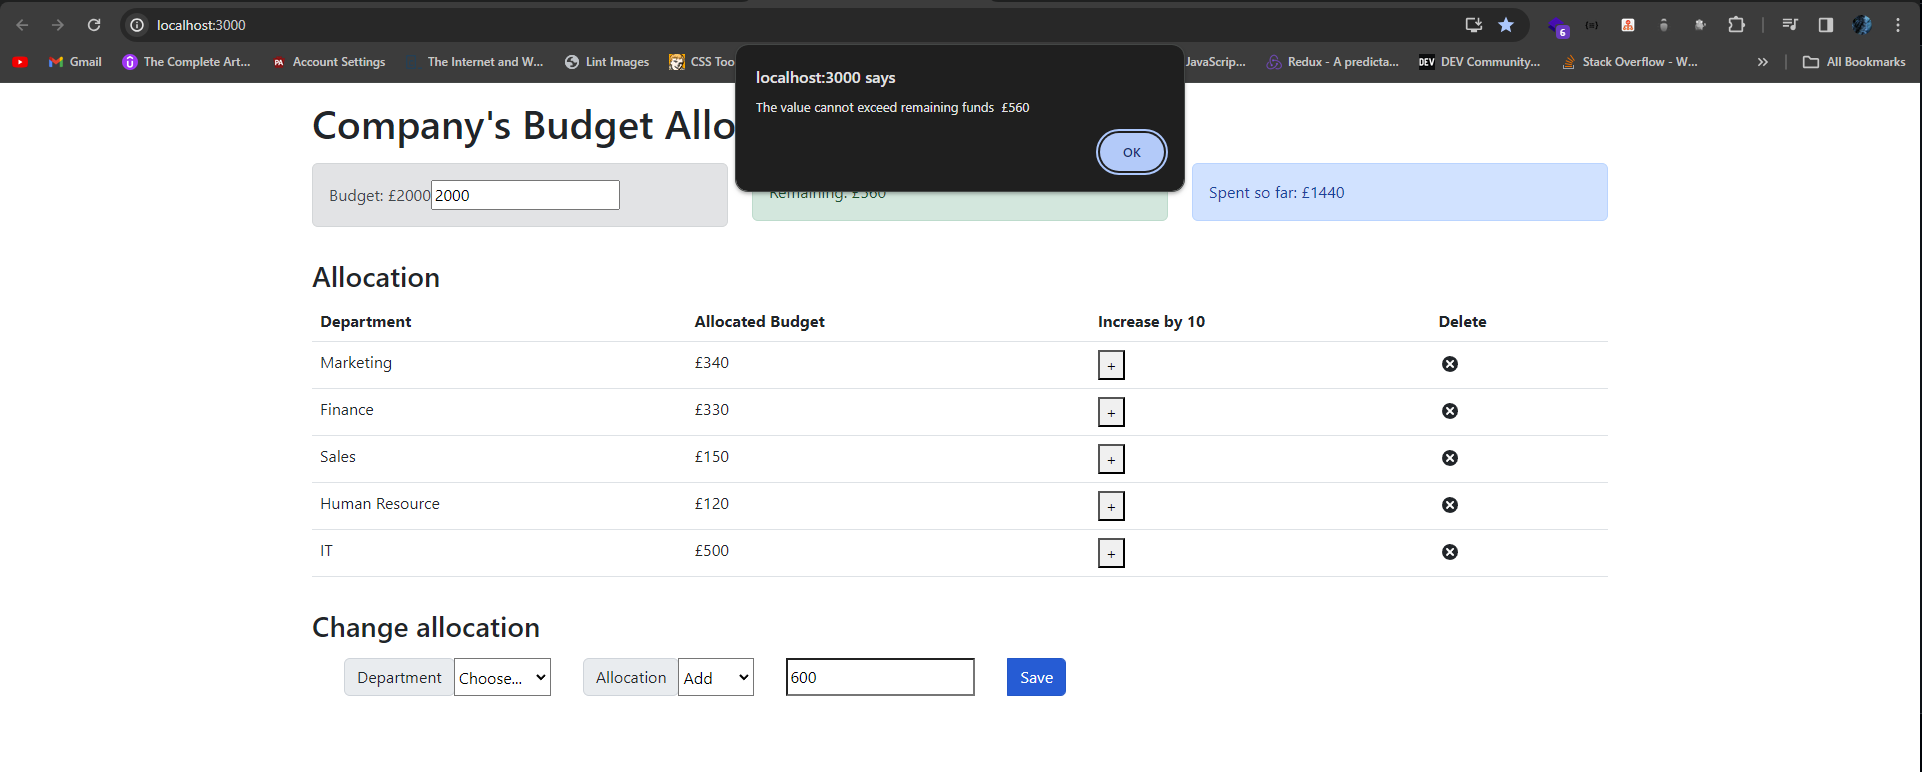 localhost:3000
6
Gmail
The Complete Art...
PA Account Settings
The Internet and W...
Lint Images
CSS Too
JavaScrip...
Redux - A predicta...
DEV DEV Community...
Stack Overflow - W...
» All Bookmarks
localhost:3000 says
The value cannot exceed remaining funds £560
OK
Company's Budget Allo
Budget: £2000 2000
Remaining: £560
Spent so far: £1440
Allocation
Department Allocated Budget Increase by 10 Delete
Marketing £340 +
Finance £330 +
Sales £150 +
Human Resource £120 +
IT £500 +
Change allocation
Department Choose... Allocation Add 600 Save